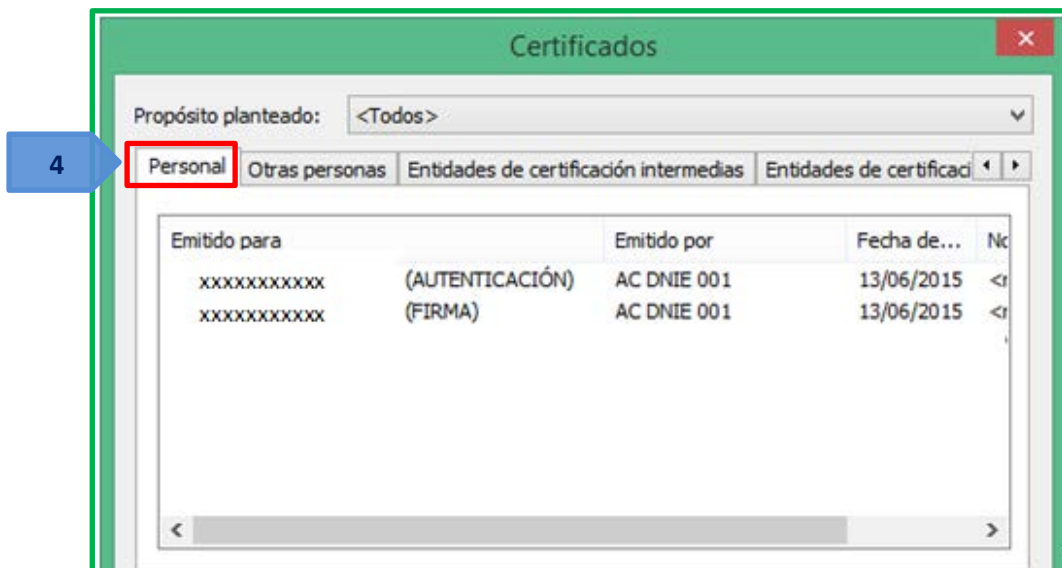 Certificados
Propósito planteado: <Todos>
4
Personal Otras personas Entidades de certificación intermedias Entidades de certificaci
Emitido para Emitido por Fecha de...
xxxxxxxxxxx (AUTENTICACIÓN) AC DNIE 001 13/06/2015
xxxxxxxxxxx (FIRMA) AC DNIE 001 13/06/2015